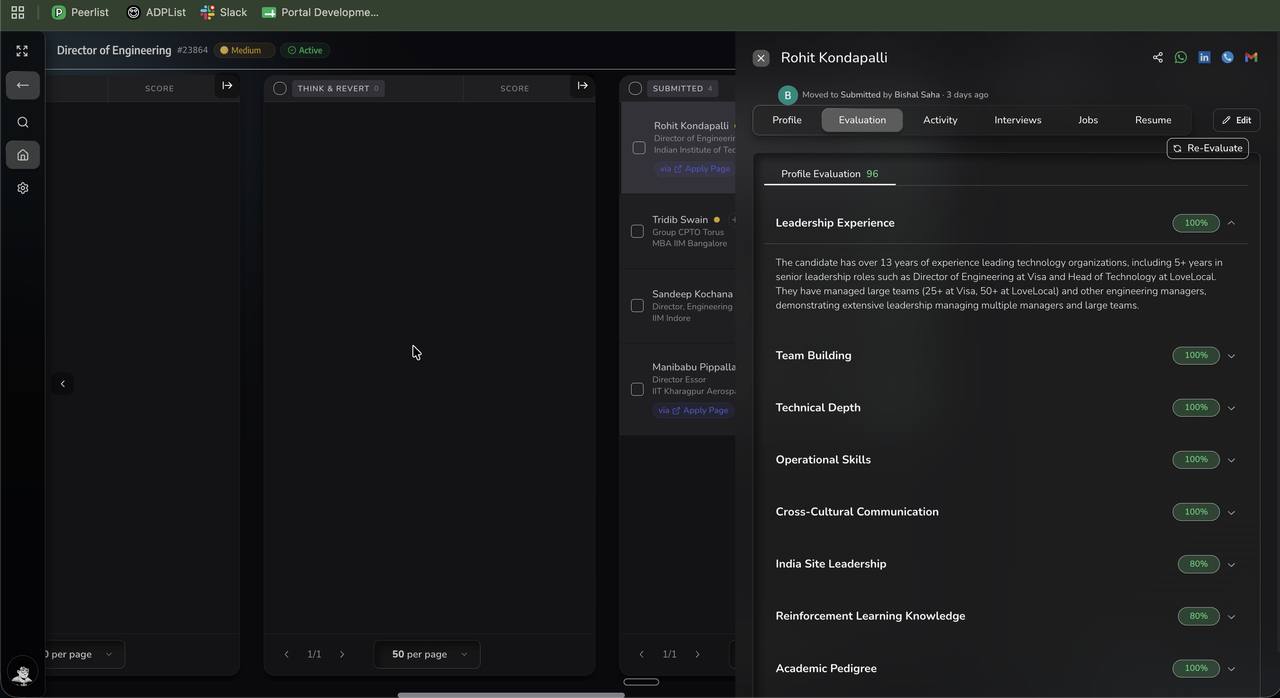 Peerlist
ADPList
Slack
Portal Developme...
Director of Engineering #23864 Medium Active
SCORE
THINK & REVERT 0
SCORE
SUBMITTED 4
Rohit Kondapalli
Director of Engineerin
Indian Institute of Tec
via Apply Page
Tridib Swain
Group CPTO Torus
MBA IIM Bangalore
Sandeep Kochana
Director, Engineering
IIM Indore
Manibabu Pippalla
Director Essor
IIT Kharagpur Aerospa
via Apply Page
0 per page
1/1
50 per page
1/1
Rohit Kondapalli
B
Moved to Submitted by Bishal Saha · 3 days ago
Profile
Evaluation
Activity
Interviews
Jobs
Resume
Edit
Re-Evaluate
Profile Evaluation 96
Leadership Experience 100%
The candidate has over 13 years of experience leading technology organizations, including 5+ years in
senior leadership roles such as Director of Engineering at Visa and Head of Technology at LoveLocal.
They have managed large teams (25+ at Visa, 50+ at LoveLocal) and other engineering managers,
demonstrating extensive leadership managing multiple managers and large teams.
Team Building 100%
Technical Depth 100%
Operational Skills 100%
Cross-Cultural Communication 100%
India Site Leadership 80%
Reinforcement Learning Knowledge 80%
Academic Pedigree 100%